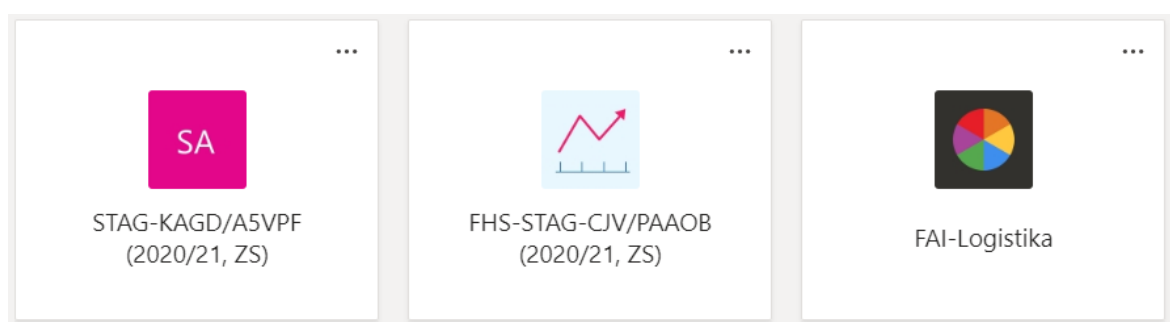 SA
STAG-KAGD/A5VPF
(2020/21, ZS)
FHS-STAG-CJV/PAAOB
(2020/21, ZS)
FAI-Logistika